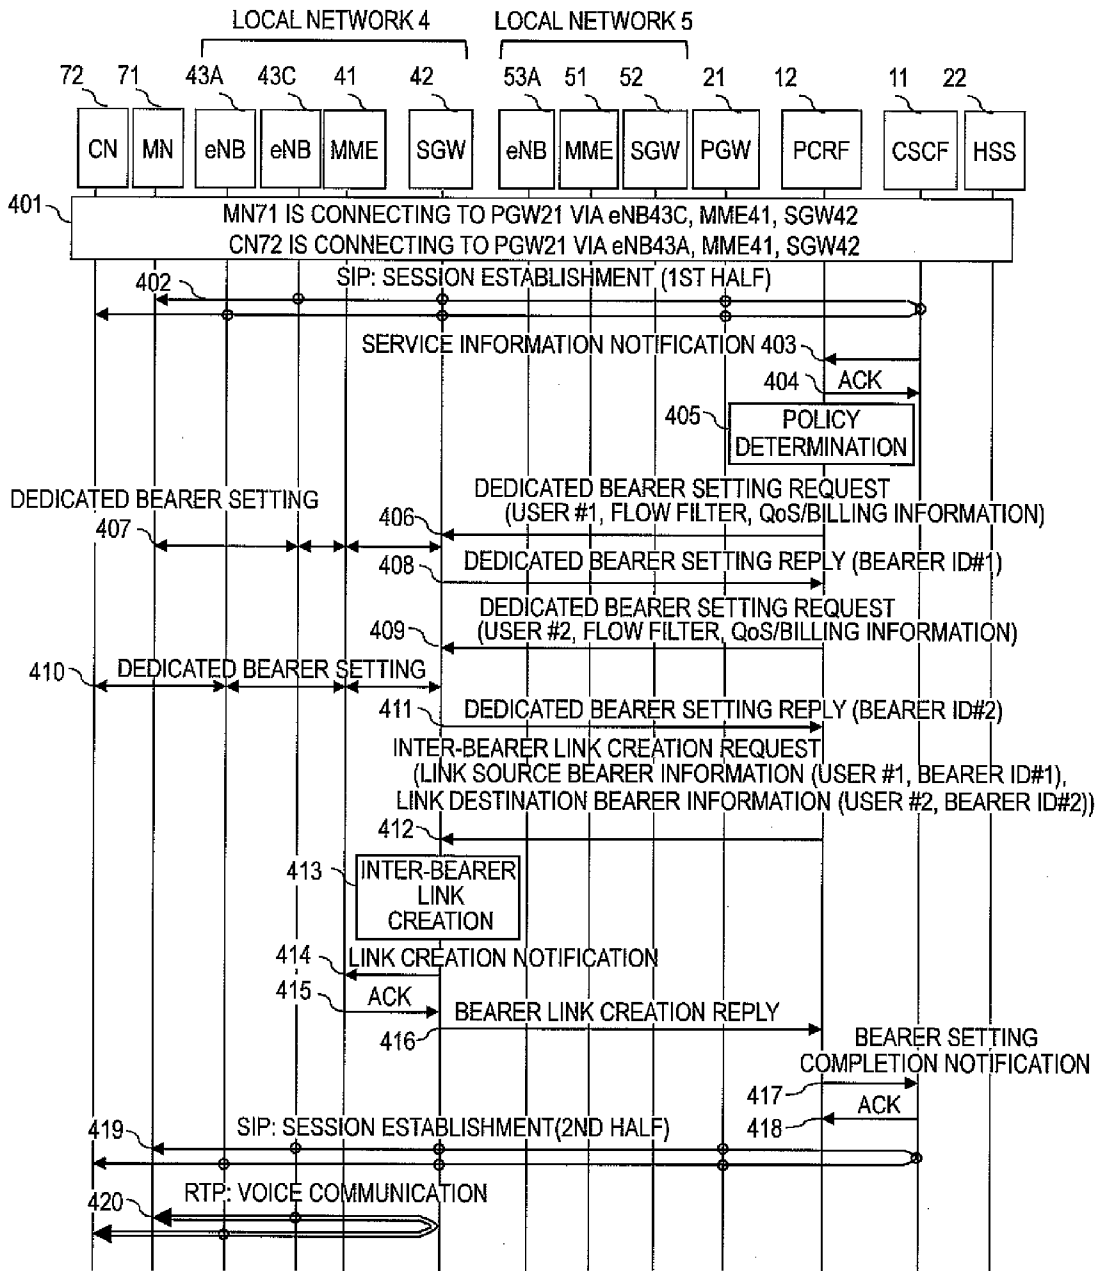 LOCAL NETWORK 4 LOCAL NETWORK 5
72 71 43A 43C 41 42 53A 51 52 21 12 11 22
CN MN eNB eNB MME SGW eNB MME SGW PGW PCRF CSCF HSS
401
MN71 IS CONNECTING TO PGW21 VIA eNB43C, MME41, SGW42
CN72 IS CONNECTING TO PGW21 VIA eNB43A, MME41, SGW42
402 SIP: SESSION ESTABLISHMENT (1ST HALF)
SERVICE INFORMATION NOTIFICATION 403
404 ACK
405 POLICY
DETERMINATION
DEDICATED BEARER SETTING
407
DEDICATED BEARER SETTING REQUEST
(USER #1, FLOW FILTER, QoS/BILLING INFORMATION)
406
408 DEDICATED BEARER SETTING REPLY (BEARER ID#1)
DEDICATED BEARER SETTING REQUEST
(USER #2, FLOW FILTER, QoS/BILLING INFORMATION)
409
410 DEDICATED BEARER SETTING
411 DEDICATED BEARER SETTING REPLY (BEARER ID#2)
INTER-BEARER LINK CREATION REQUEST
(LINK SOURCE BEARER INFORMATION (USER #1, BEARER ID#1),
LINK DESTINATION BEARER INFORMATION (USER #2, BEARER ID#2))
412
413 INTER-BEARER
LINK
CREATION
414 LINK CREATION NOTIFICATION
415 ACK
416 BEARER LINK CREATION REPLY
BEARER SETTING
COMPLETION NOTIFICATION
417
418 ACK
419 SIP: SESSION ESTABLISHMENT(2ND HALF)
420 RTP: VOICE COMMUNICATION